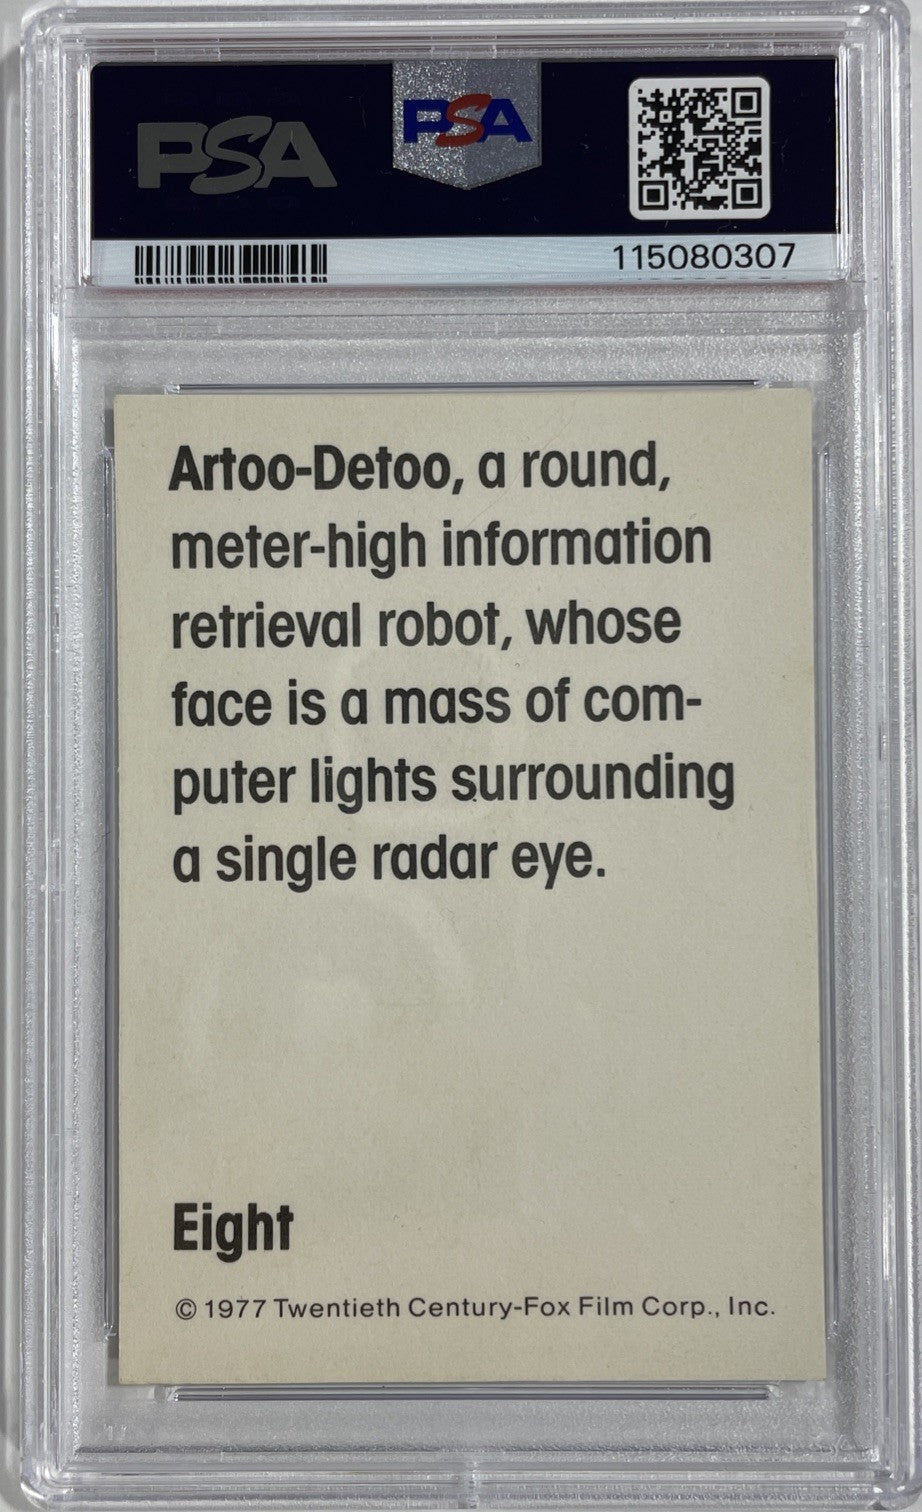 PSA
PSA
115080307
Artoo-Detoo, a round,
meter-high information
retrieval robot, whose
face is a mass of com-
puter lights surrounding
a single radar eye.
Eight
© 1977 Twentieth Century-Fox Film Corp., Inc.